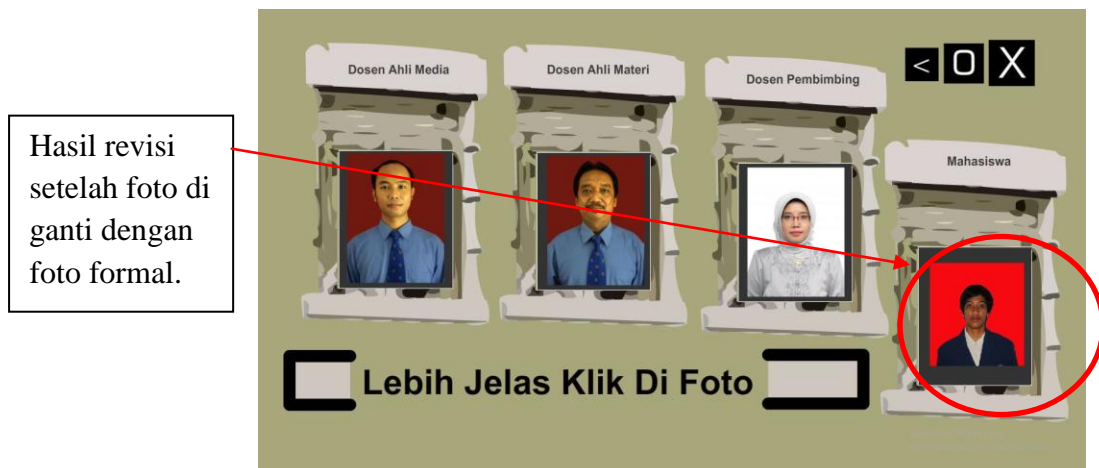 Hasil revisi
setelah foto di
ganti dengan
foto formal.
Dosen Ahli Media
Dosen Ahli Materi
Dosen Pembimbing
< O X
Mahasiswa
Lebih Jelas Klik Di Foto